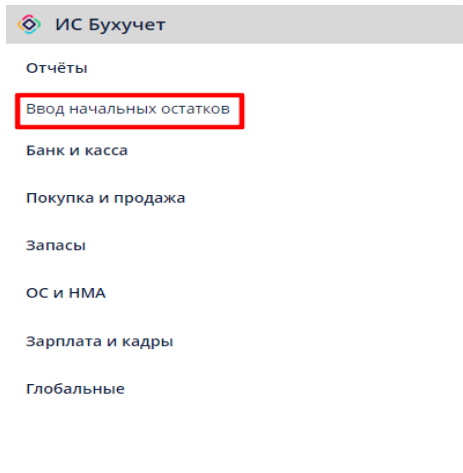 ИС Бухучет
Отчёты
Ввод начальных остатков
Банк и касса
Покупка и продажа
Запасы
ОС и НМА
Зарплата и кадры
Глобальные